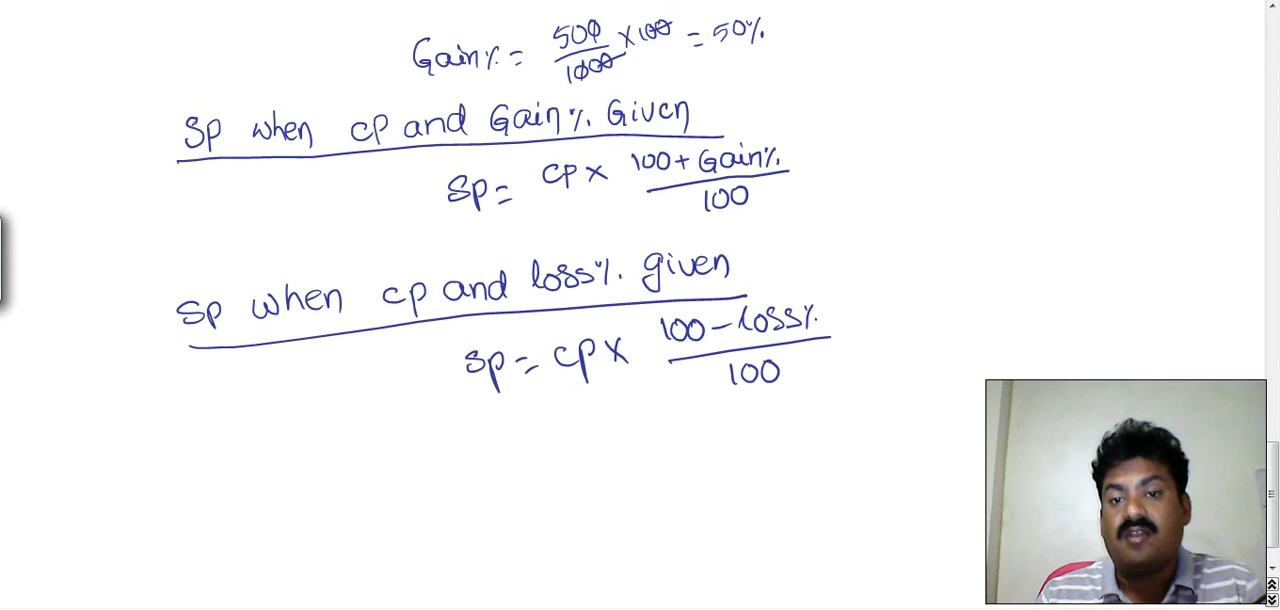 Gain% = 500/1000 × 100 = 50%
SP when CP and Gain% Given
SP = CP × 100 + Gain%/100
SP when CP and loss% given
SP = CP × 100 - loss%/100